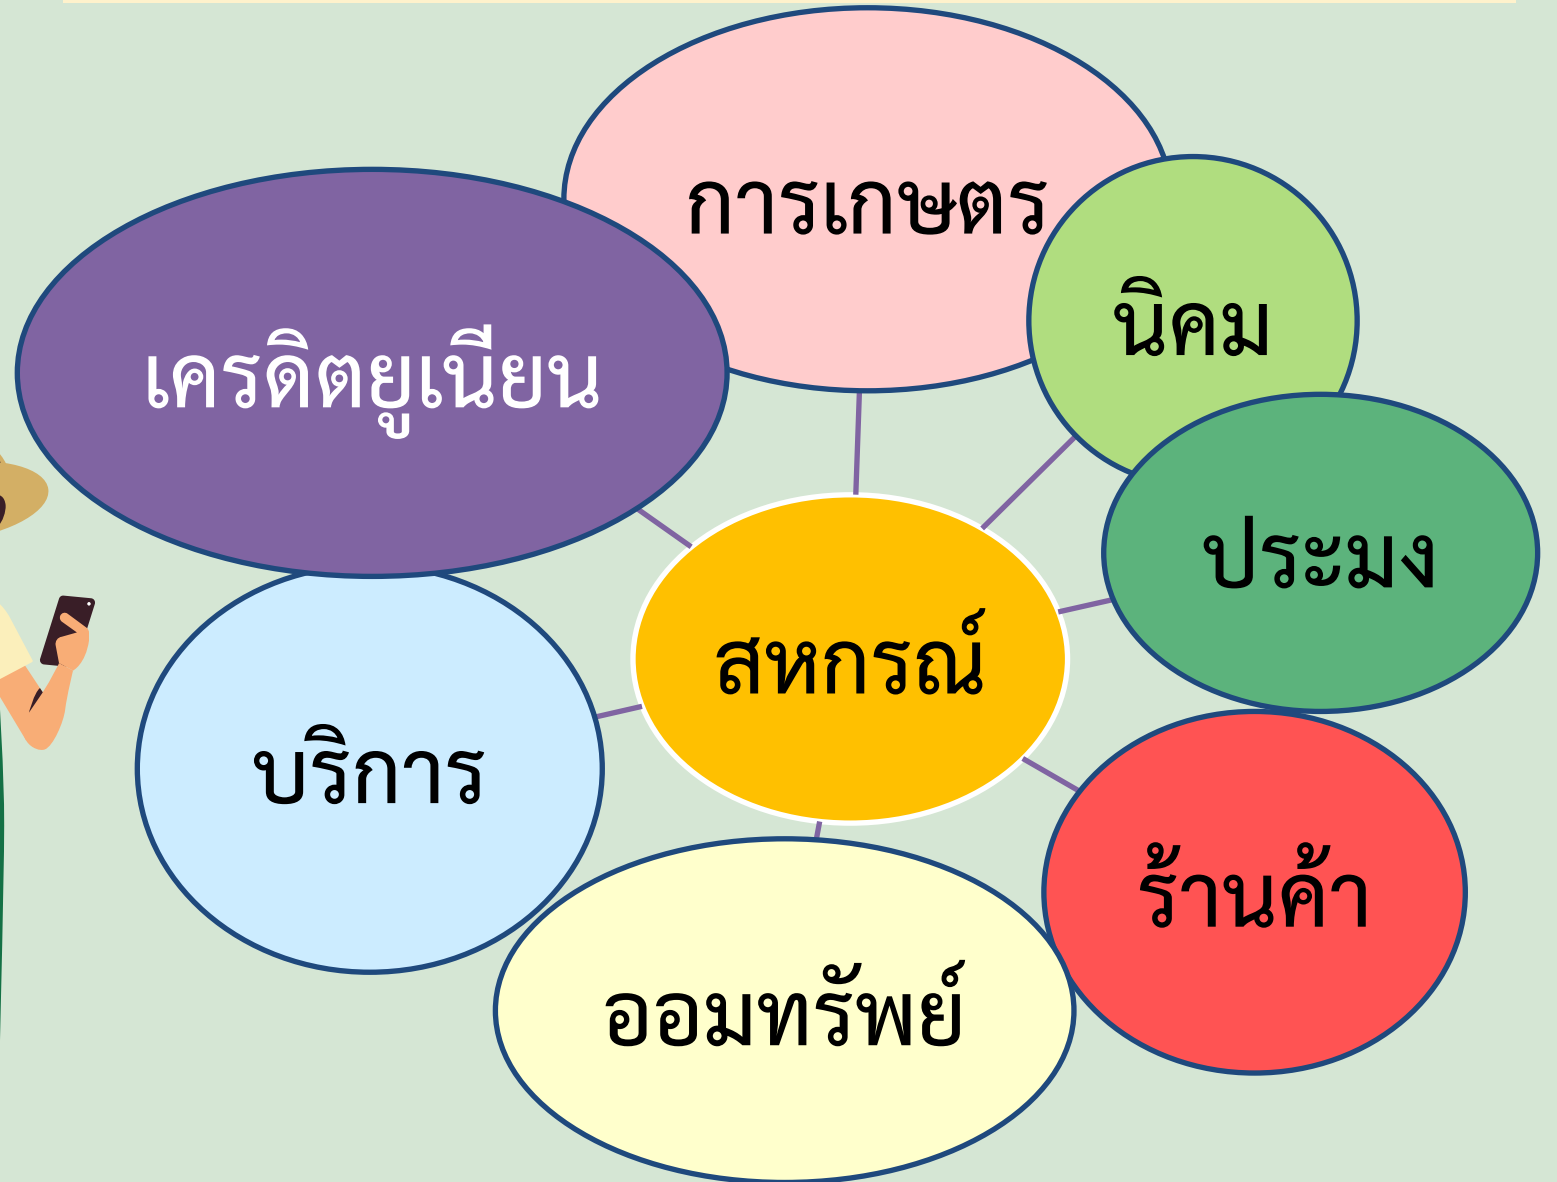 การเกษตร
นิคม
เครดิตยูเนียน
ประมง
สหกรณ์
บริการ
ร้านค้า
ออมทรัพย์